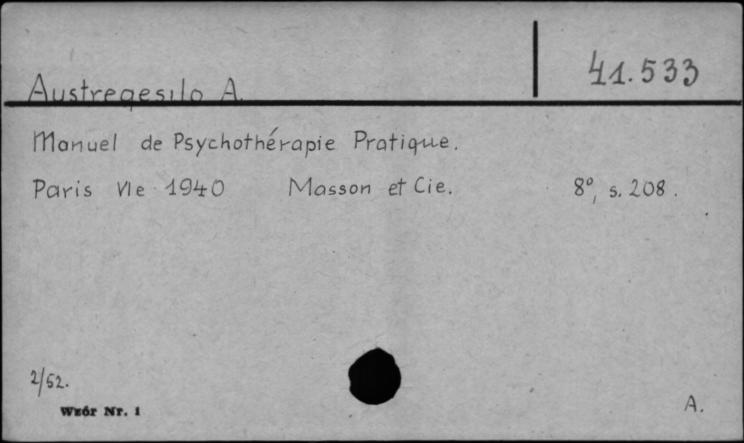 41.533
Austregesilo A.
Manuel de Psychothérapie Pratique.
Paris VIe 1940 Masson et Cie. 8°, s. 208.
2/52.
Wzór Nr. 1
A.